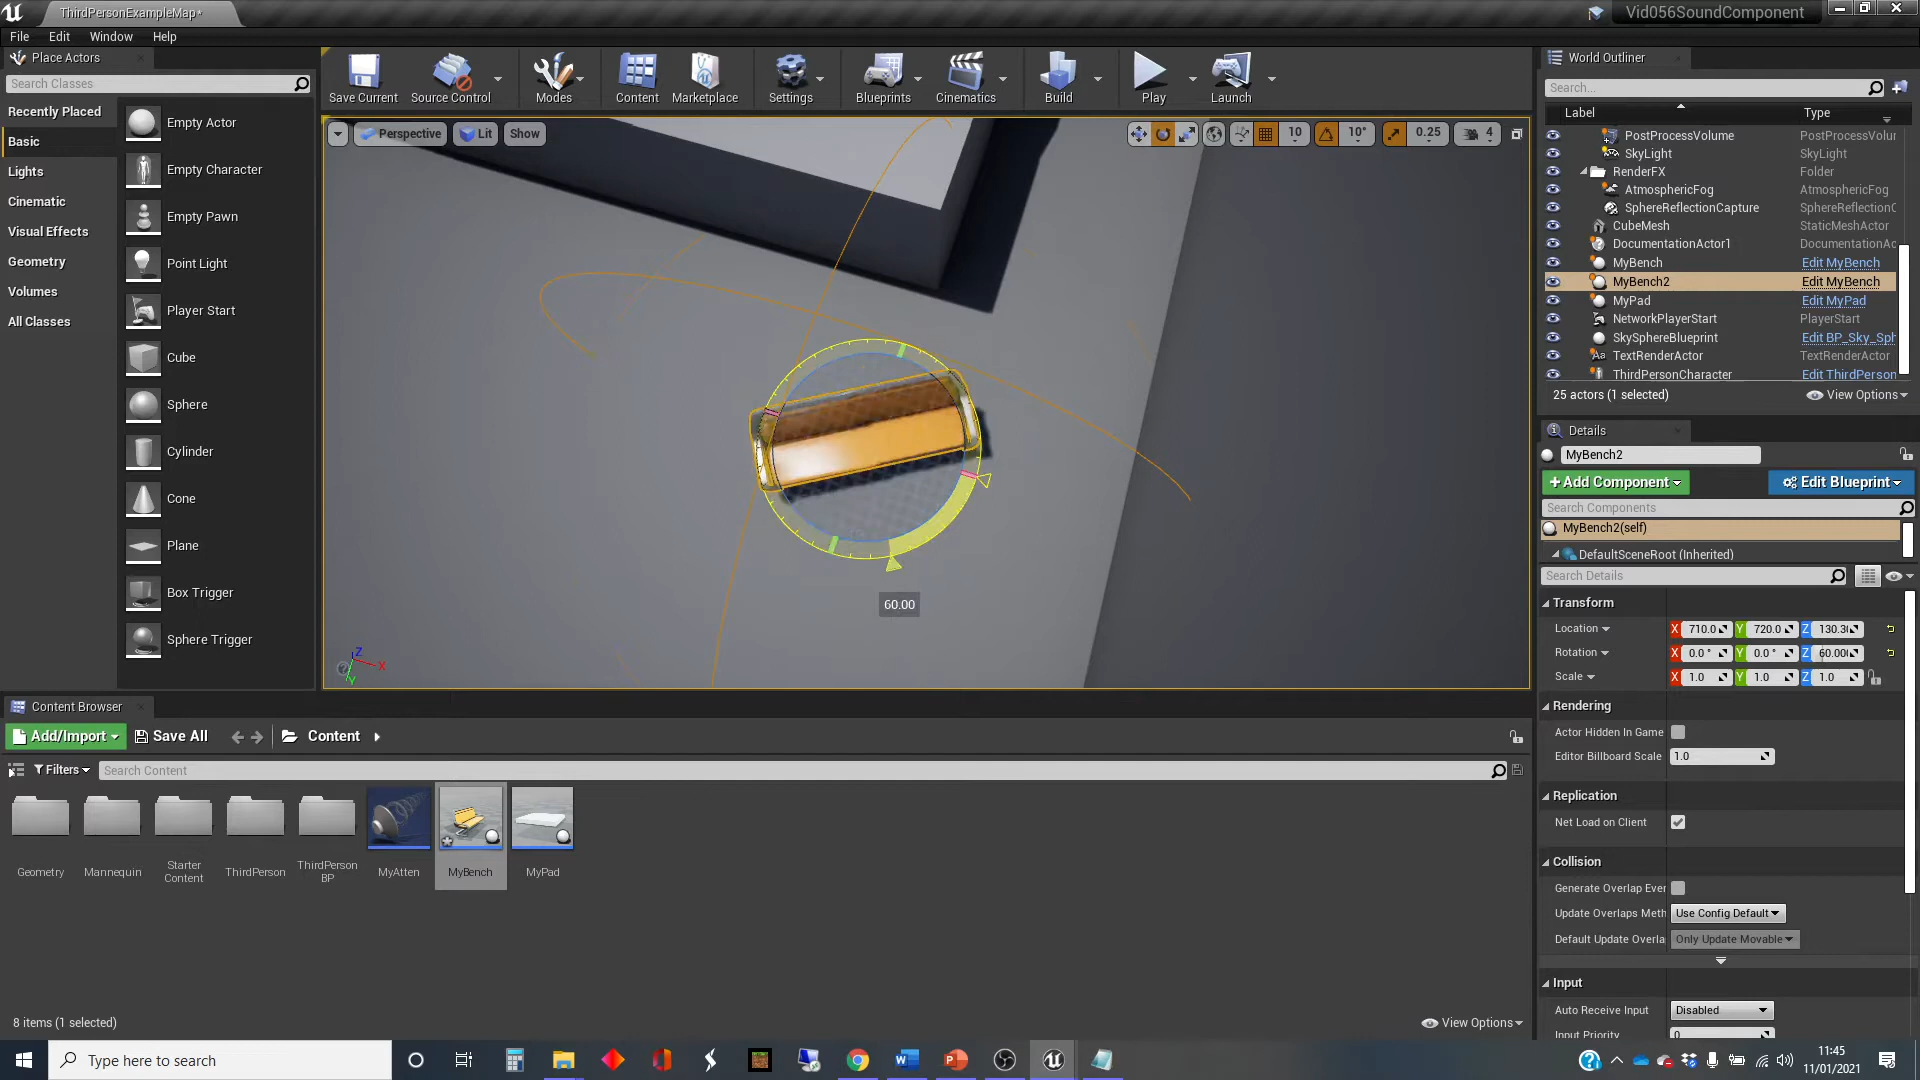 ThirdPersonExampleMap*
Vid056SoundComponent
File
Edit
Window
Help
Place Actors
Search Classes
Recently Placed
Basic
Lights
Cinematic
Visual Effects
Geometry
Volumes
All Classes
Empty Actor
Empty Character
Empty Pawn
Point Light
Player Start
Cube
Sphere
Cylinder
Cone
Plane
Box Trigger
Sphere Trigger
Save Current
Source Control
Modes
Content
Marketplace
Settings
Blueprints
Cinematics
Build
Play
Launch
Perspective
Lit
Show
10
10°
0.25
4
60.00
Z
X
Y
World Outliner
Search...
Label
Type
PostProcessVolume
PostProcessVolur
SkyLight
SkyLight
RenderFX
Folder
AtmosphericFog
AtmosphericFog
SphereReflectionCapture
SphereReflectionC
CubeMesh
StaticMeshActor
DocumentationActor1
DocumentationAc
MyBench
Edit MyBench
MyBench2
Edit MyBench
MyPad
Edit MyPad
NetworkPlayerStart
PlayerStart
SkySphereBlueprint
Edit BP_Sky_Sph
TextRenderActor
TextRenderActor
ThirdPersonCharacter
Edit ThirdPerson
25 actors (1 selected)
View Options
Details
MyBench2
+ Add Component
Edit Blueprint
Search Components
MyBench2(self)
DefaultSceneRoot (Inherited)
Search Details
Transform
Location
X 710.0
Y 720.0
Z 130.3
Rotation
X 0.0 °
Y 0.0 °
Z 60.00
Scale
X 1.0
Y 1.0
Z 1.0
Rendering
Actor Hidden In Game
Editor Billboard Scale
1.0
Replication
Net Load on Client
Collision
Generate Overlap Ever
Update Overlaps Meth
Use Config Default
Default Update Overla
Only Update Movable
Input
Auto Receive Input
Disabled
Input Priority
0
Content Browser
Add/Import
Save All
Content
Filters
Search Content
Geometry
Mannequin
Starter
Content
ThirdPerson
ThirdPerson
BP
MyAtten
MyBench
MyPad
8 items (1 selected)
View Options
Type here to search
11:45
11/01/2021